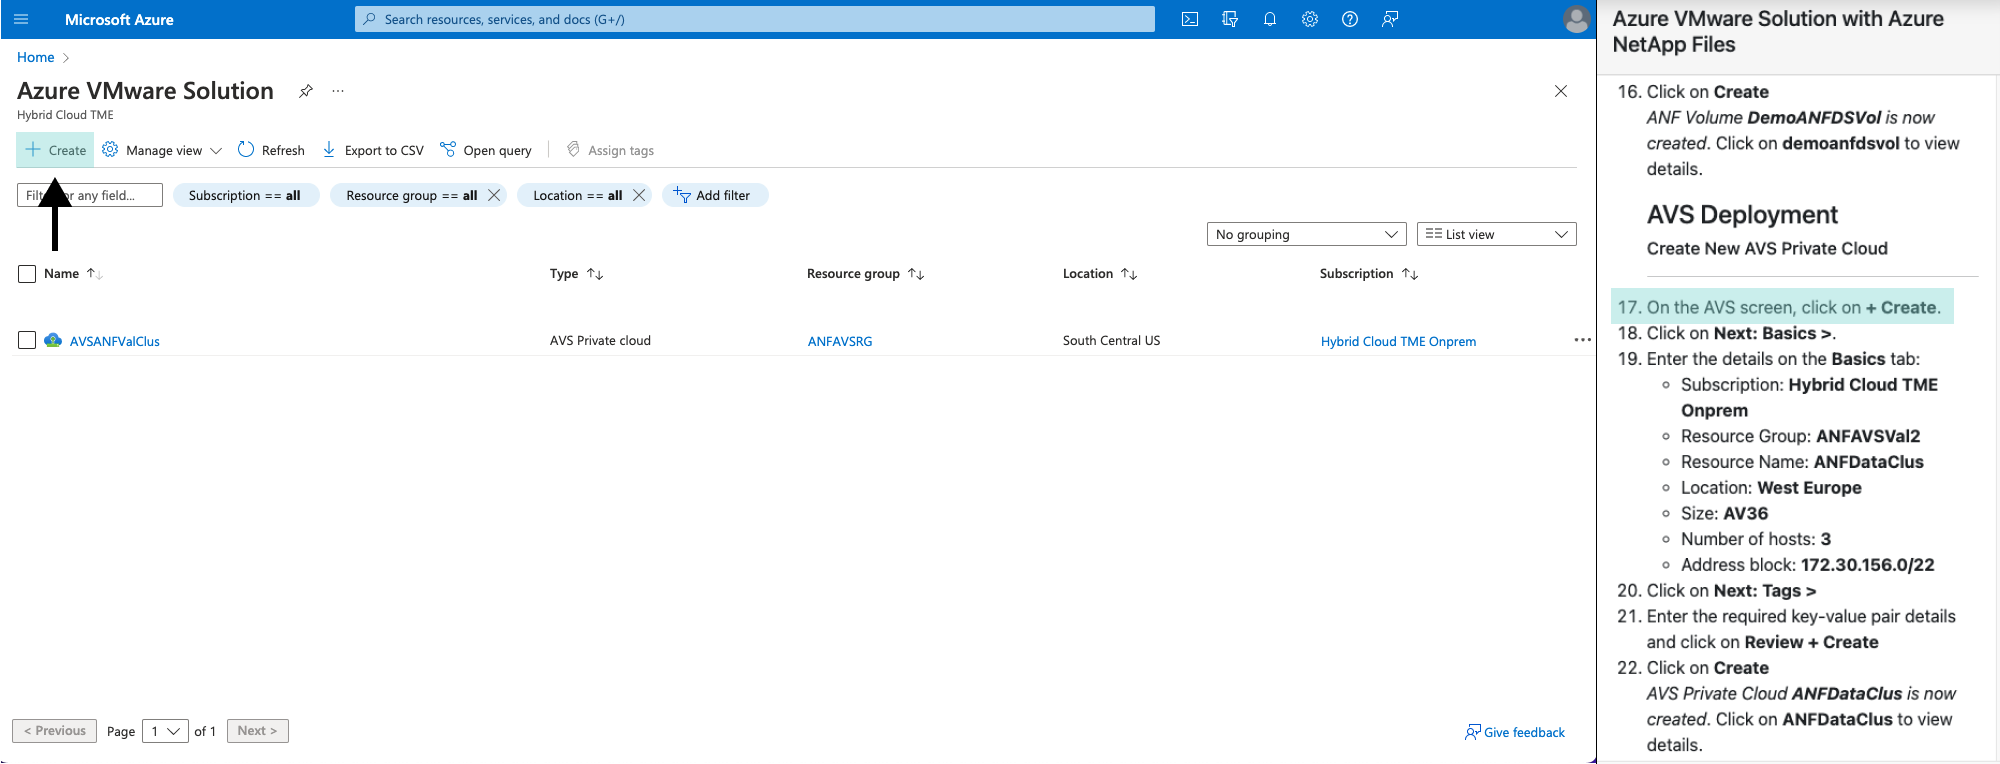 Microsoft Azure
Search resources, services, and docs (G+/)
Home
Azure VMware Solution
Hybrid Cloud TME
Create
Manage view
Refresh
Export to CSV
Open query
Assign tags
any field...
Subscription == all
Resource group == all
Location == all
Add filter
No grouping
List view
Name
Type
Resource group
Location
Subscription
AVSANFValClus
AVS Private cloud
ANFAVSRG
South Central US
Hybrid Cloud TME Onprem
< Previous
Page
1
of 1
Next >
Give feedback
Azure VMware Solution with Azure
NetApp Files
16. Click on Create
ANF Volume DemoANFDSVol is now
created. Click on demoanfdsvol to view
details.
AVS Deployment
Create New AVS Private Cloud
17. On the AVS screen, click on + Create.
18. Click on Next: Basics >.
19. Enter the details on the Basics tab:
Subscription: Hybrid Cloud TME
Onprem
Resource Group: ANFAVSVal2
Resource Name: ANFDataClus
Location: West Europe
Size: AV36
Number of hosts: 3
Address block: 172.30.156.0/22
20. Click on Next: Tags >
21. Enter the required key-value pair details
and click on Review + Create
22. Click on Create
AVS Private Cloud ANFDataClus is now
created. Click on ANFDataClus to view
details.